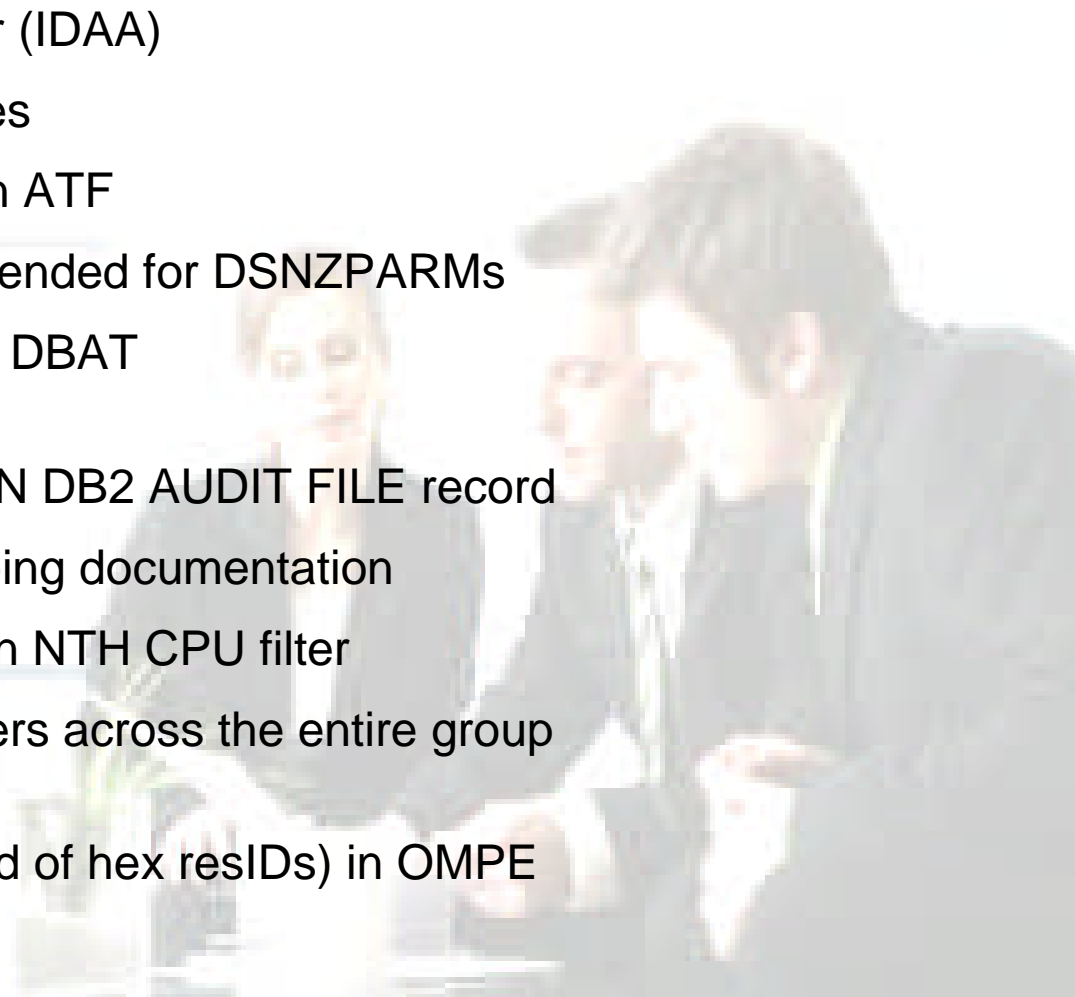 r (IDAA)
es
n ATF
ended for DSNZPARMs
DBAT
N DB2 AUDIT FILE record
ing documentation
n NTH CPU filter
ers across the entire group
d of hex resIDs) in OMPE